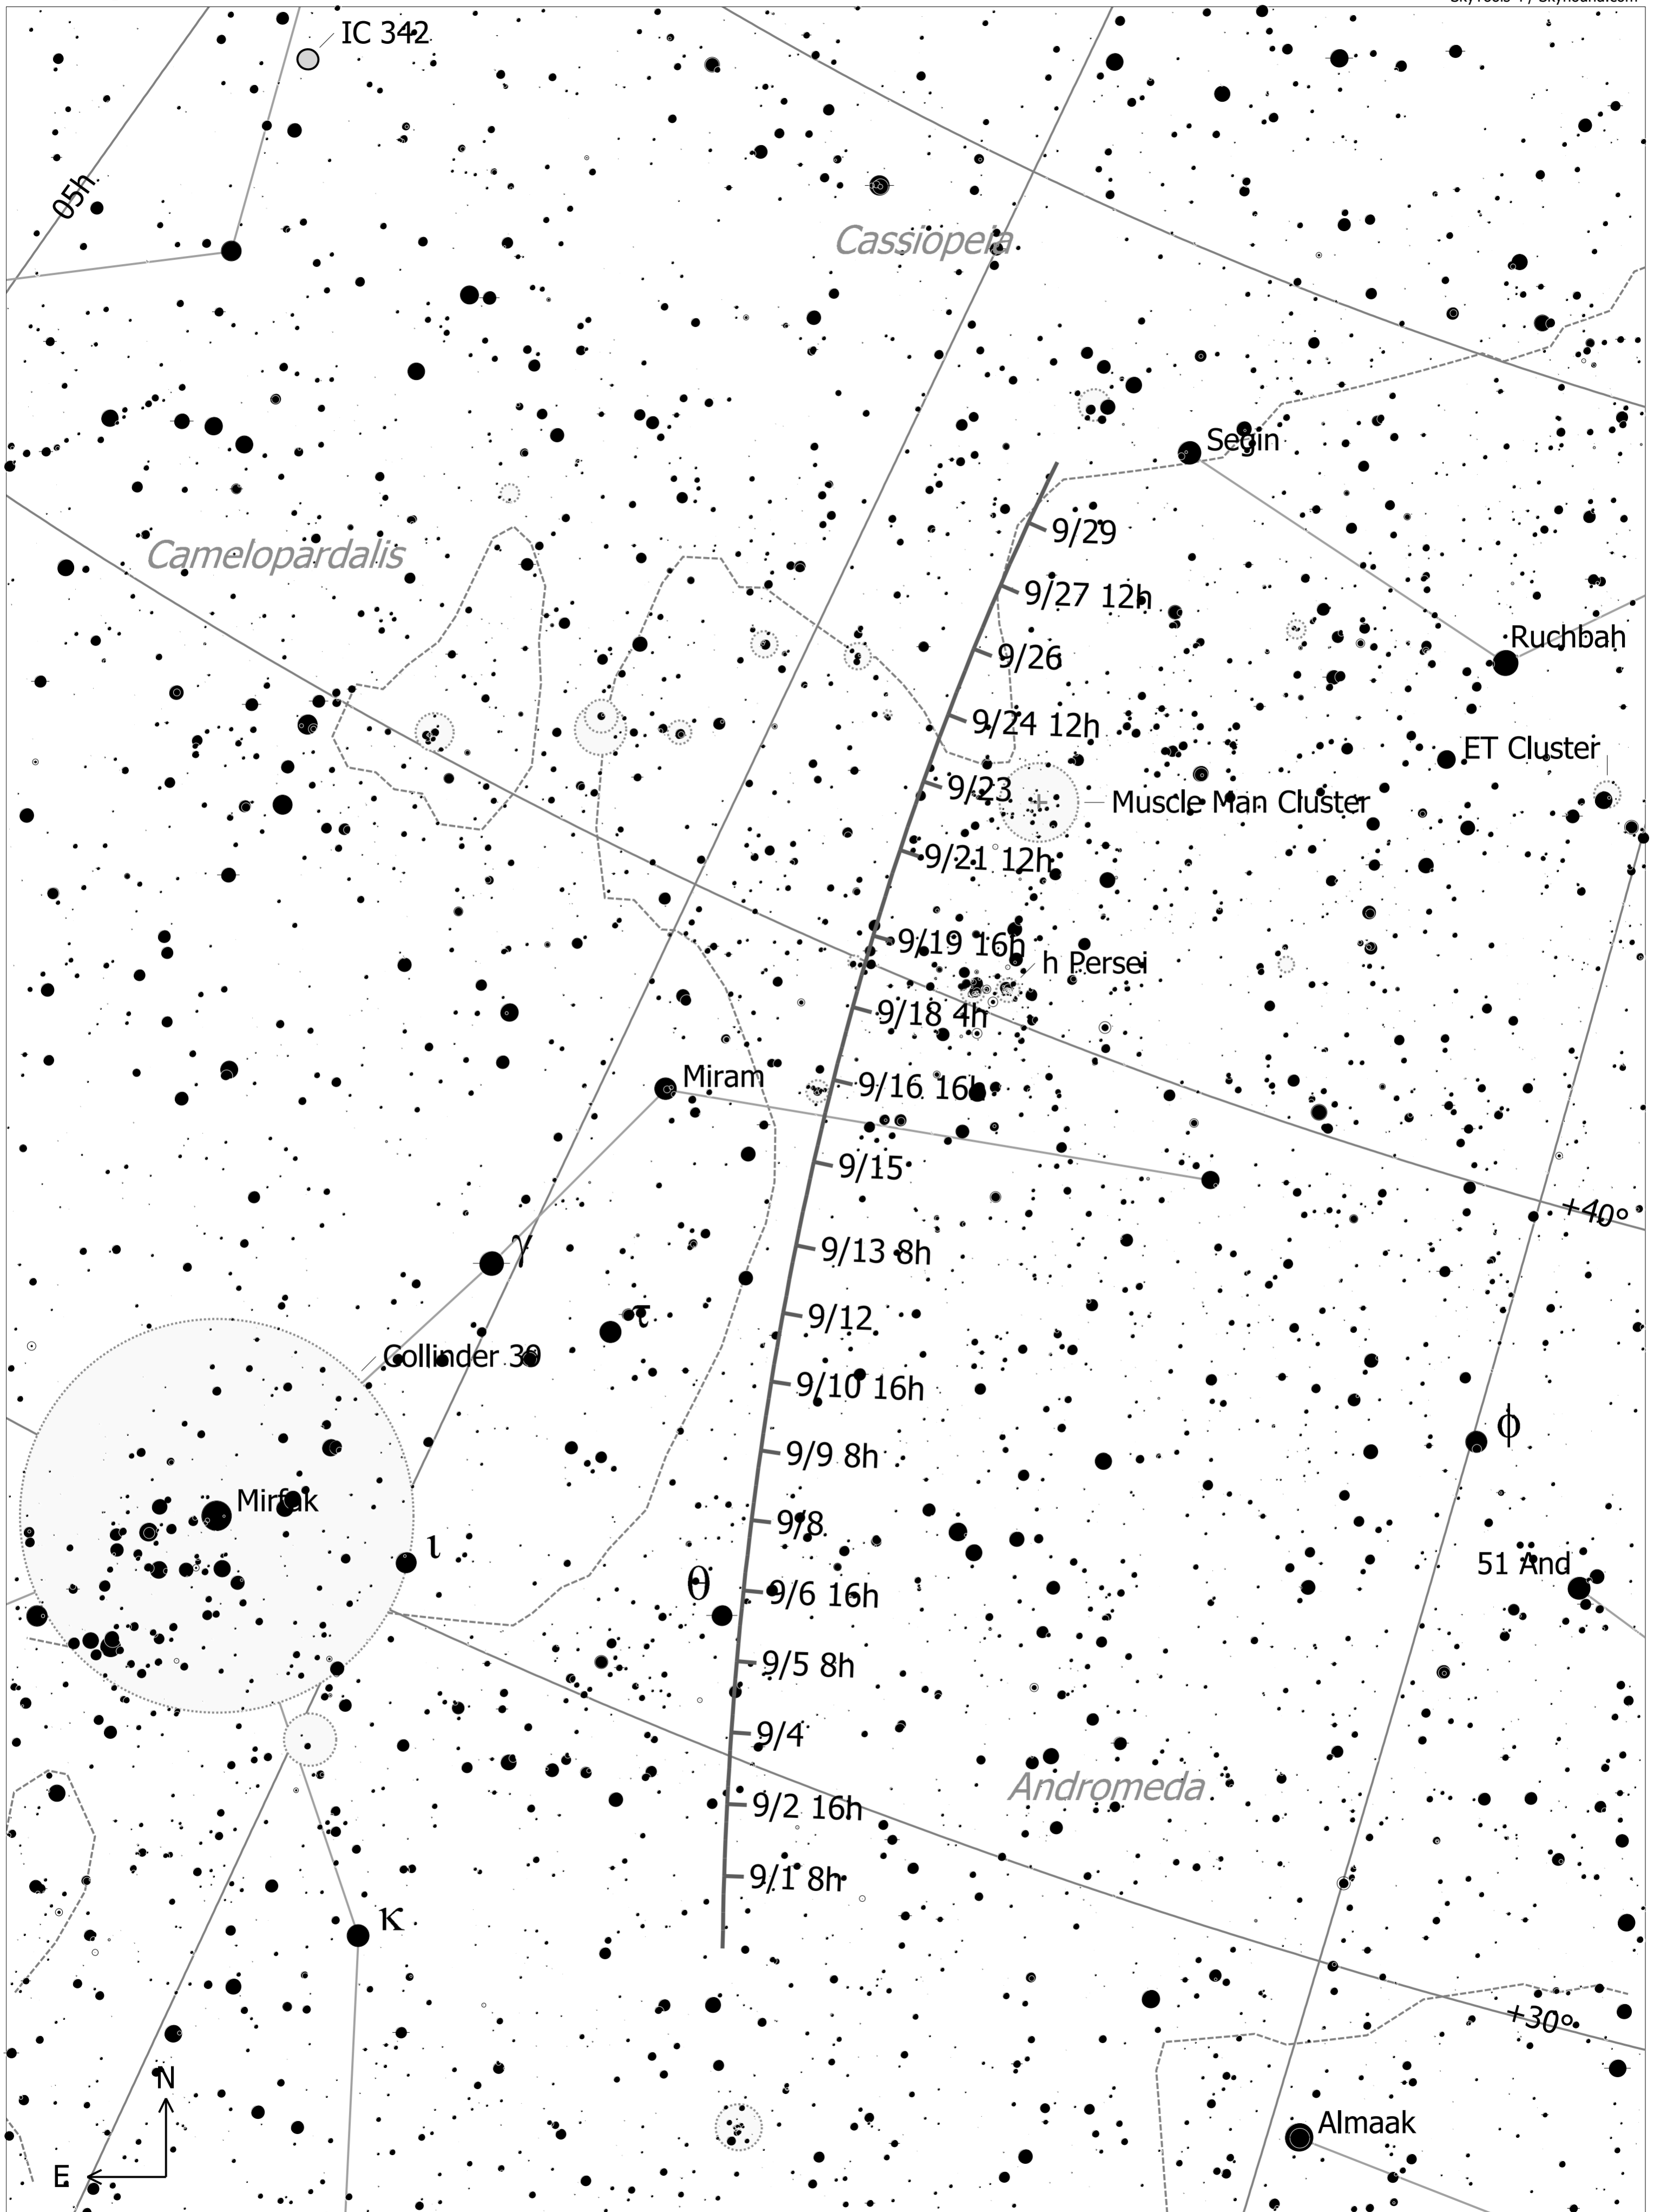 IC 342
05h
Cassiopeia
Segin
9/29
Camelopardalis
9/27 12h
9/26
Ruchbah
9/24 12h
ET Cluster
9/23
Muscle Man Cluster
9/21 12h
9/19 16h
h Persei
9/18 4h
Miram
9/16 16h
9/15
+40°
γ
9/13 8h
τ
9/12
Collinder 39
9/10 16h
φ
9/9 8h
Mirfak
9/8
ι
51 And
θ
9/6 16h
9/5 8h
9/4
Andromeda
9/2 16h
9/1 8h
κ
+30°
N
Almaak
E